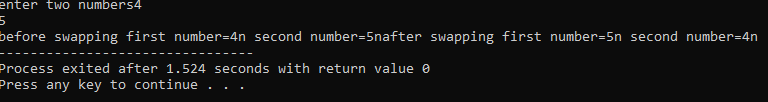 enter two numbers4
5
before swapping first number=4n second number=5nafter swapping first number=5n second number=4n
--------------------------------
Process exited after 1.524 seconds with return value 0
Press any key to continue . . .